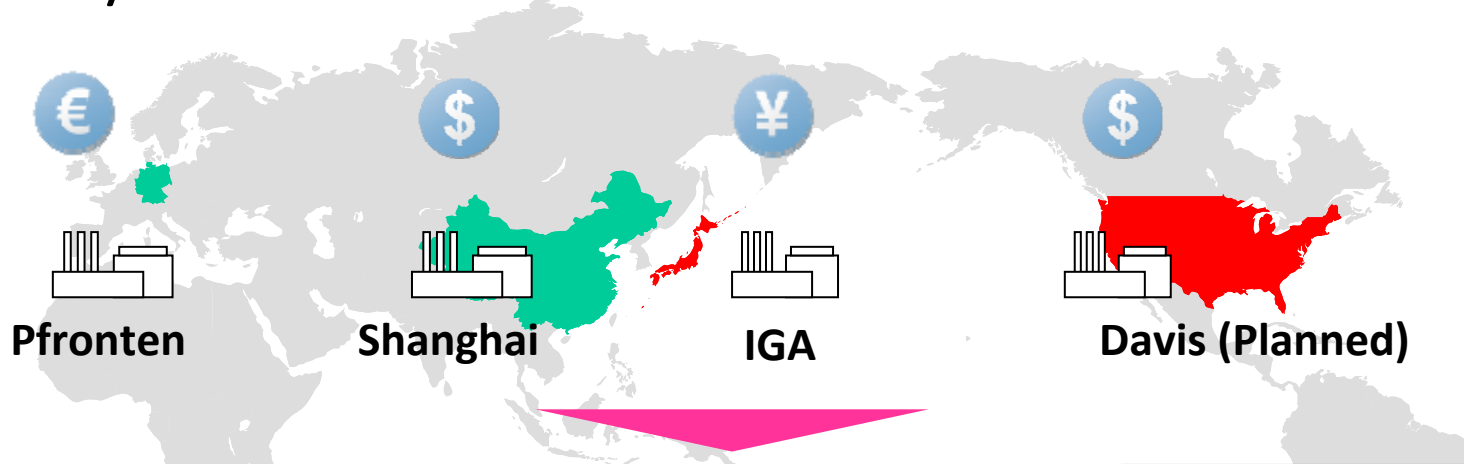 € $ ¥ $
Pfronten Shanghai IGA Davis (Planned)